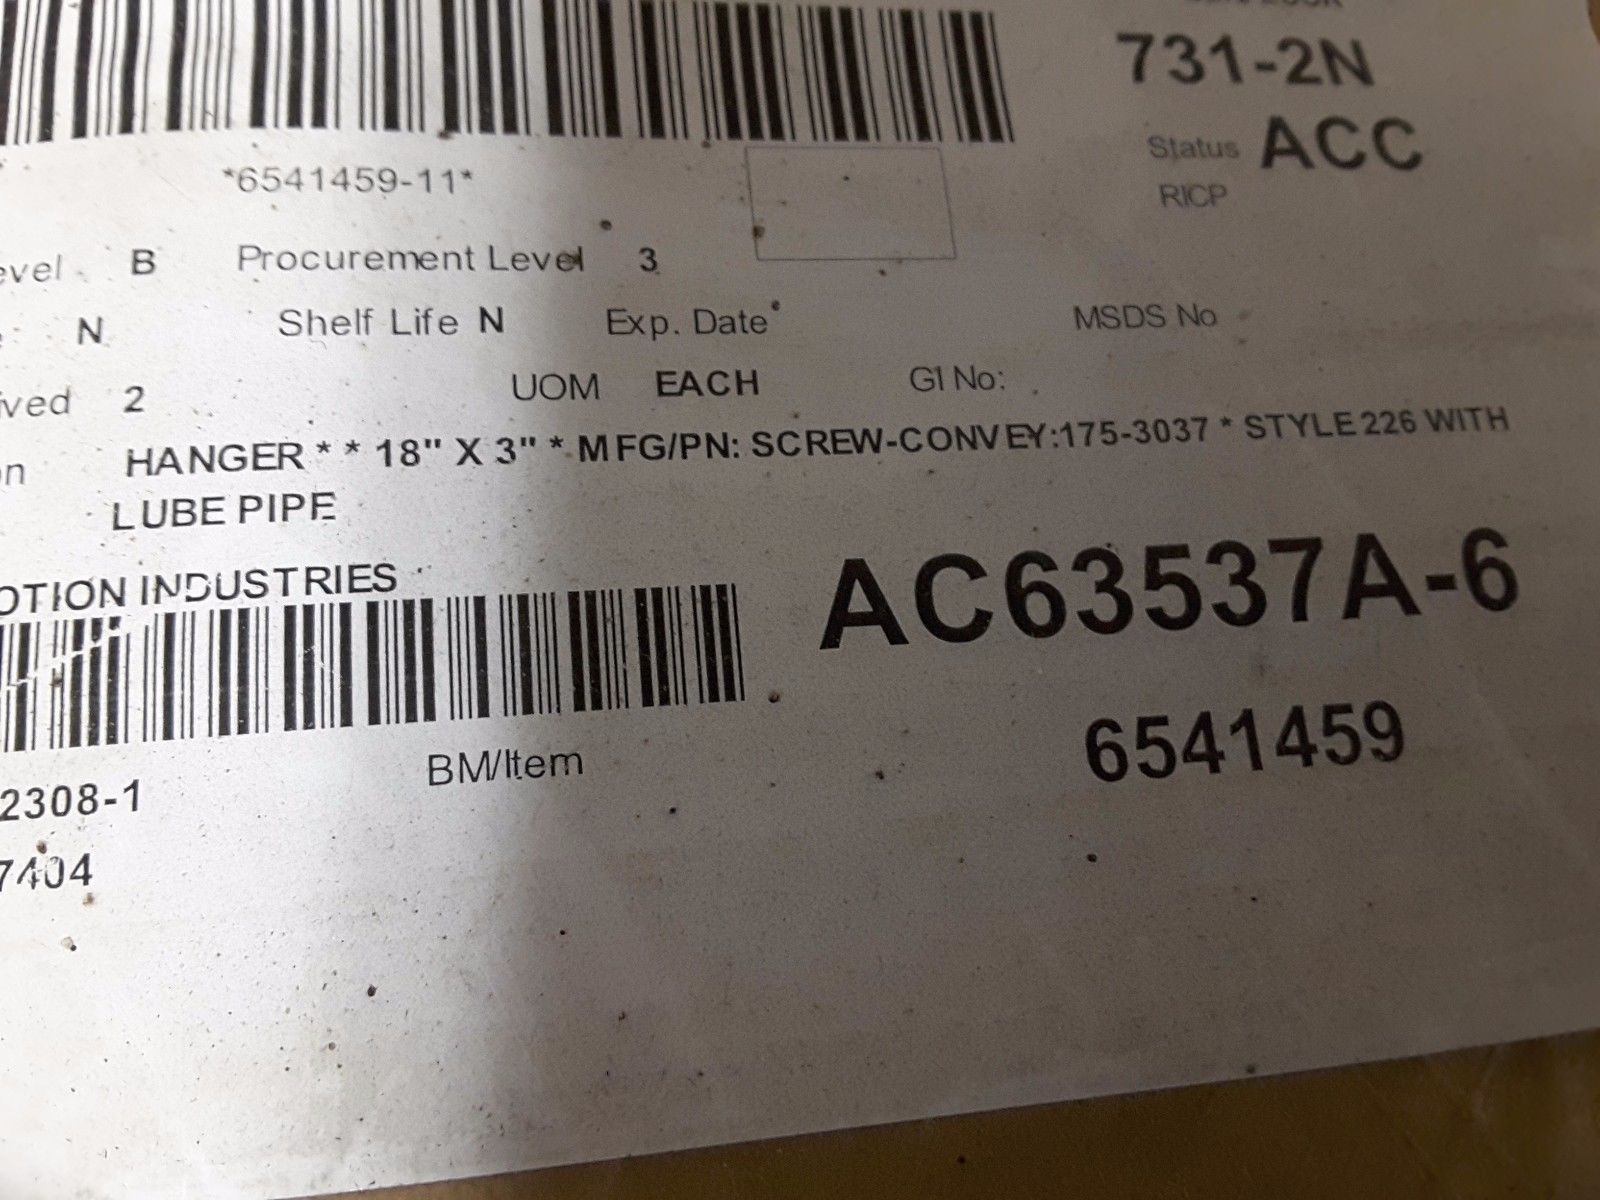 731-2N
Status ACC
*6541459-11*
RICP
evel B Procurement Level 3
N Shelf Life N Exp. Date MSDS No
ived 2 UOM EACH GI No:
on HANGER * * 18" X 3" * MFG/PN: SCREW-CONVEY:175-3037 * STYLE 226 WITH
LUBE PIPE
OTION INDUSTRIES
AC63537A-6
6541459
BM/Item
2308-1
7404